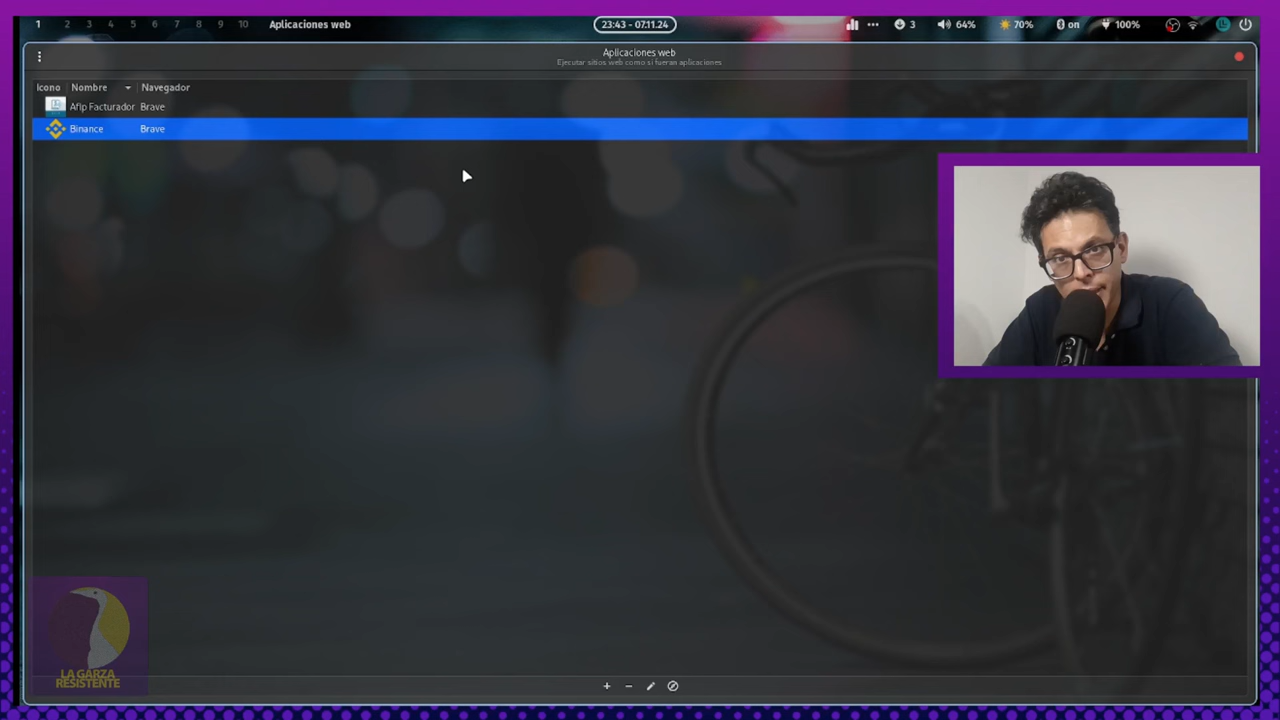 1 2 3 4 5 6 7 8 9 10 Aplicaciones web 23:43 - 07.11.24 3 64% 70% on 100%
Aplicaciones web
Ejecutar sitios web como si fueran aplicaciones
Icono Nombre Navegador
Afip Facturador Brave
Binance Brave
LA GARZA
RESISTENTE